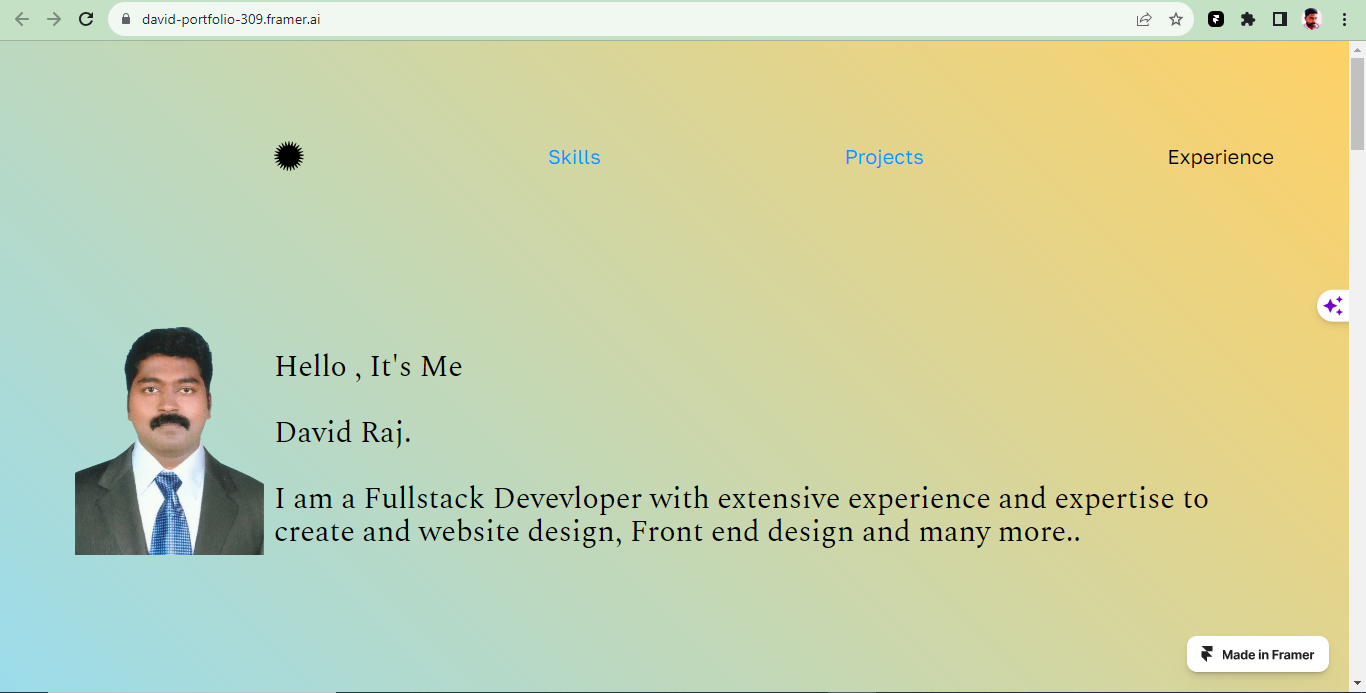 david-portfolio-309.framer.ai
Skills
Projects
Experience
Hello , It's Me
David Raj.
I am a Fullstack Devevloper with extensive experience and expertise to
create and website design, Front end design and many more..
Made in Framer